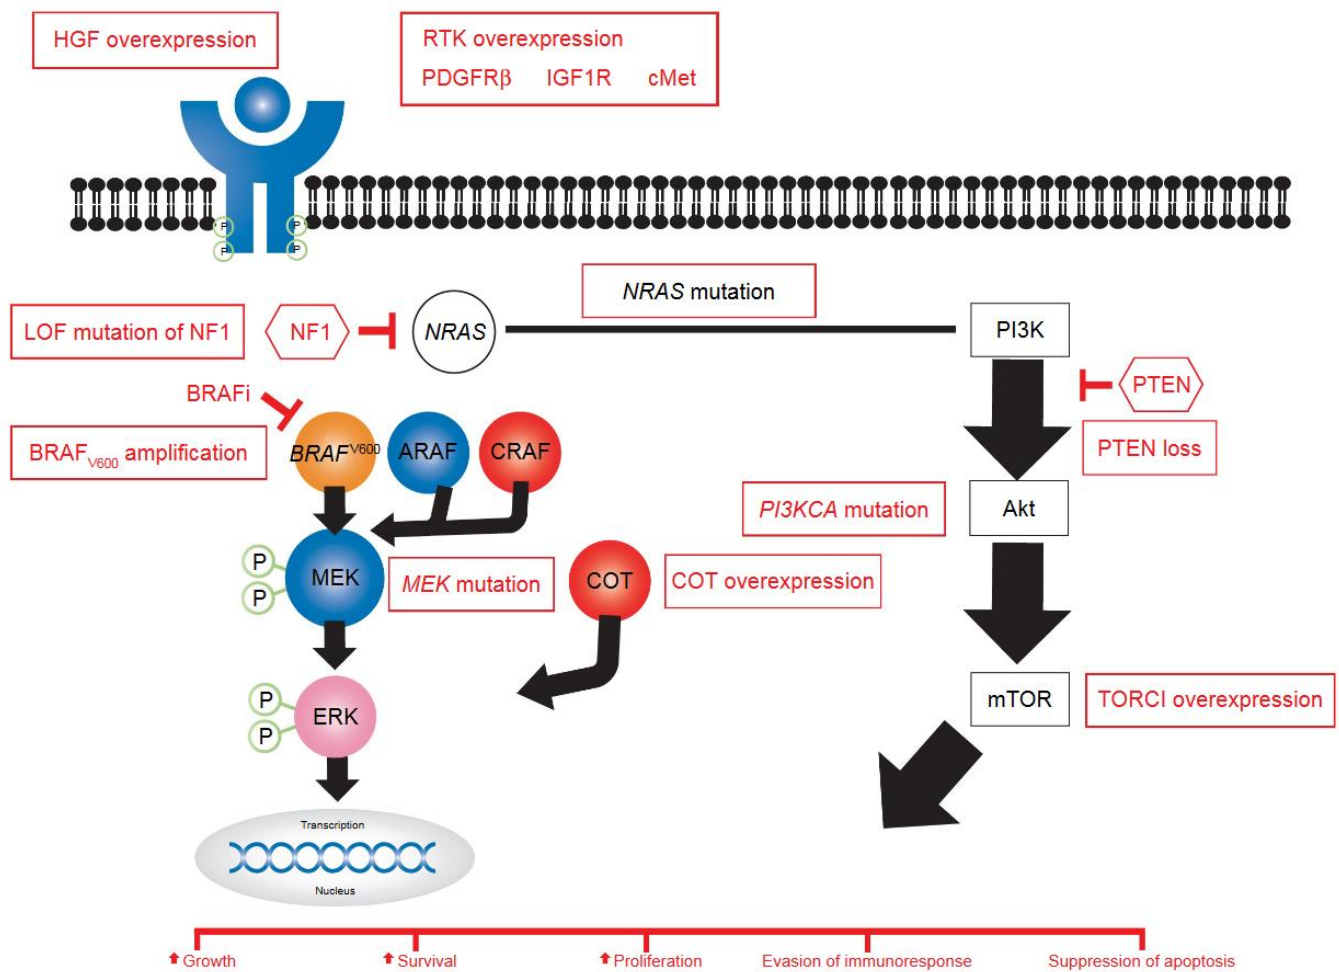 HGF overexpression
RTK overexpression
PDGFRβ IGF1R cMet
P P
P P
NRAS mutation
LOF mutation of NF1
NF1
NRAS
PI3K
BRAFi
PTEN
BRAFV600 amplification
BRAFV600
ARAF
CRAF
PTEN loss
PI3KCA mutation
Akt
P
P
MEK
MEK mutation
COT
COT overexpression
P
P
ERK
mTOR
TORCI overexpression
Transcription
Nucleus
Growth
Survival
Proliferation
Evasion of immunoresponse
Suppression of apoptosis